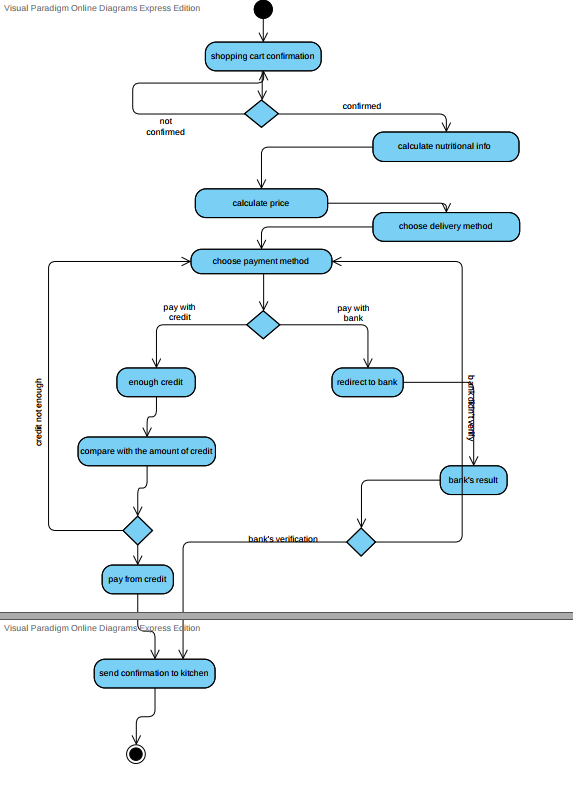 Visual Paradigm Online Diagrams Express Edition
shopping cart confirmation
confirmed
not
confirmed
calculate nutritional info
calculate price
choose delivery method
choose payment method
pay with
credit
pay with
bank
enough credit
redirect to bank
credit not enough
bank didn't verify
compare with the amount of credit
bank's result
bank's verification
pay from credit
Visual Paradigm Online Diagrams Express Edition
send confirmation to kitchen